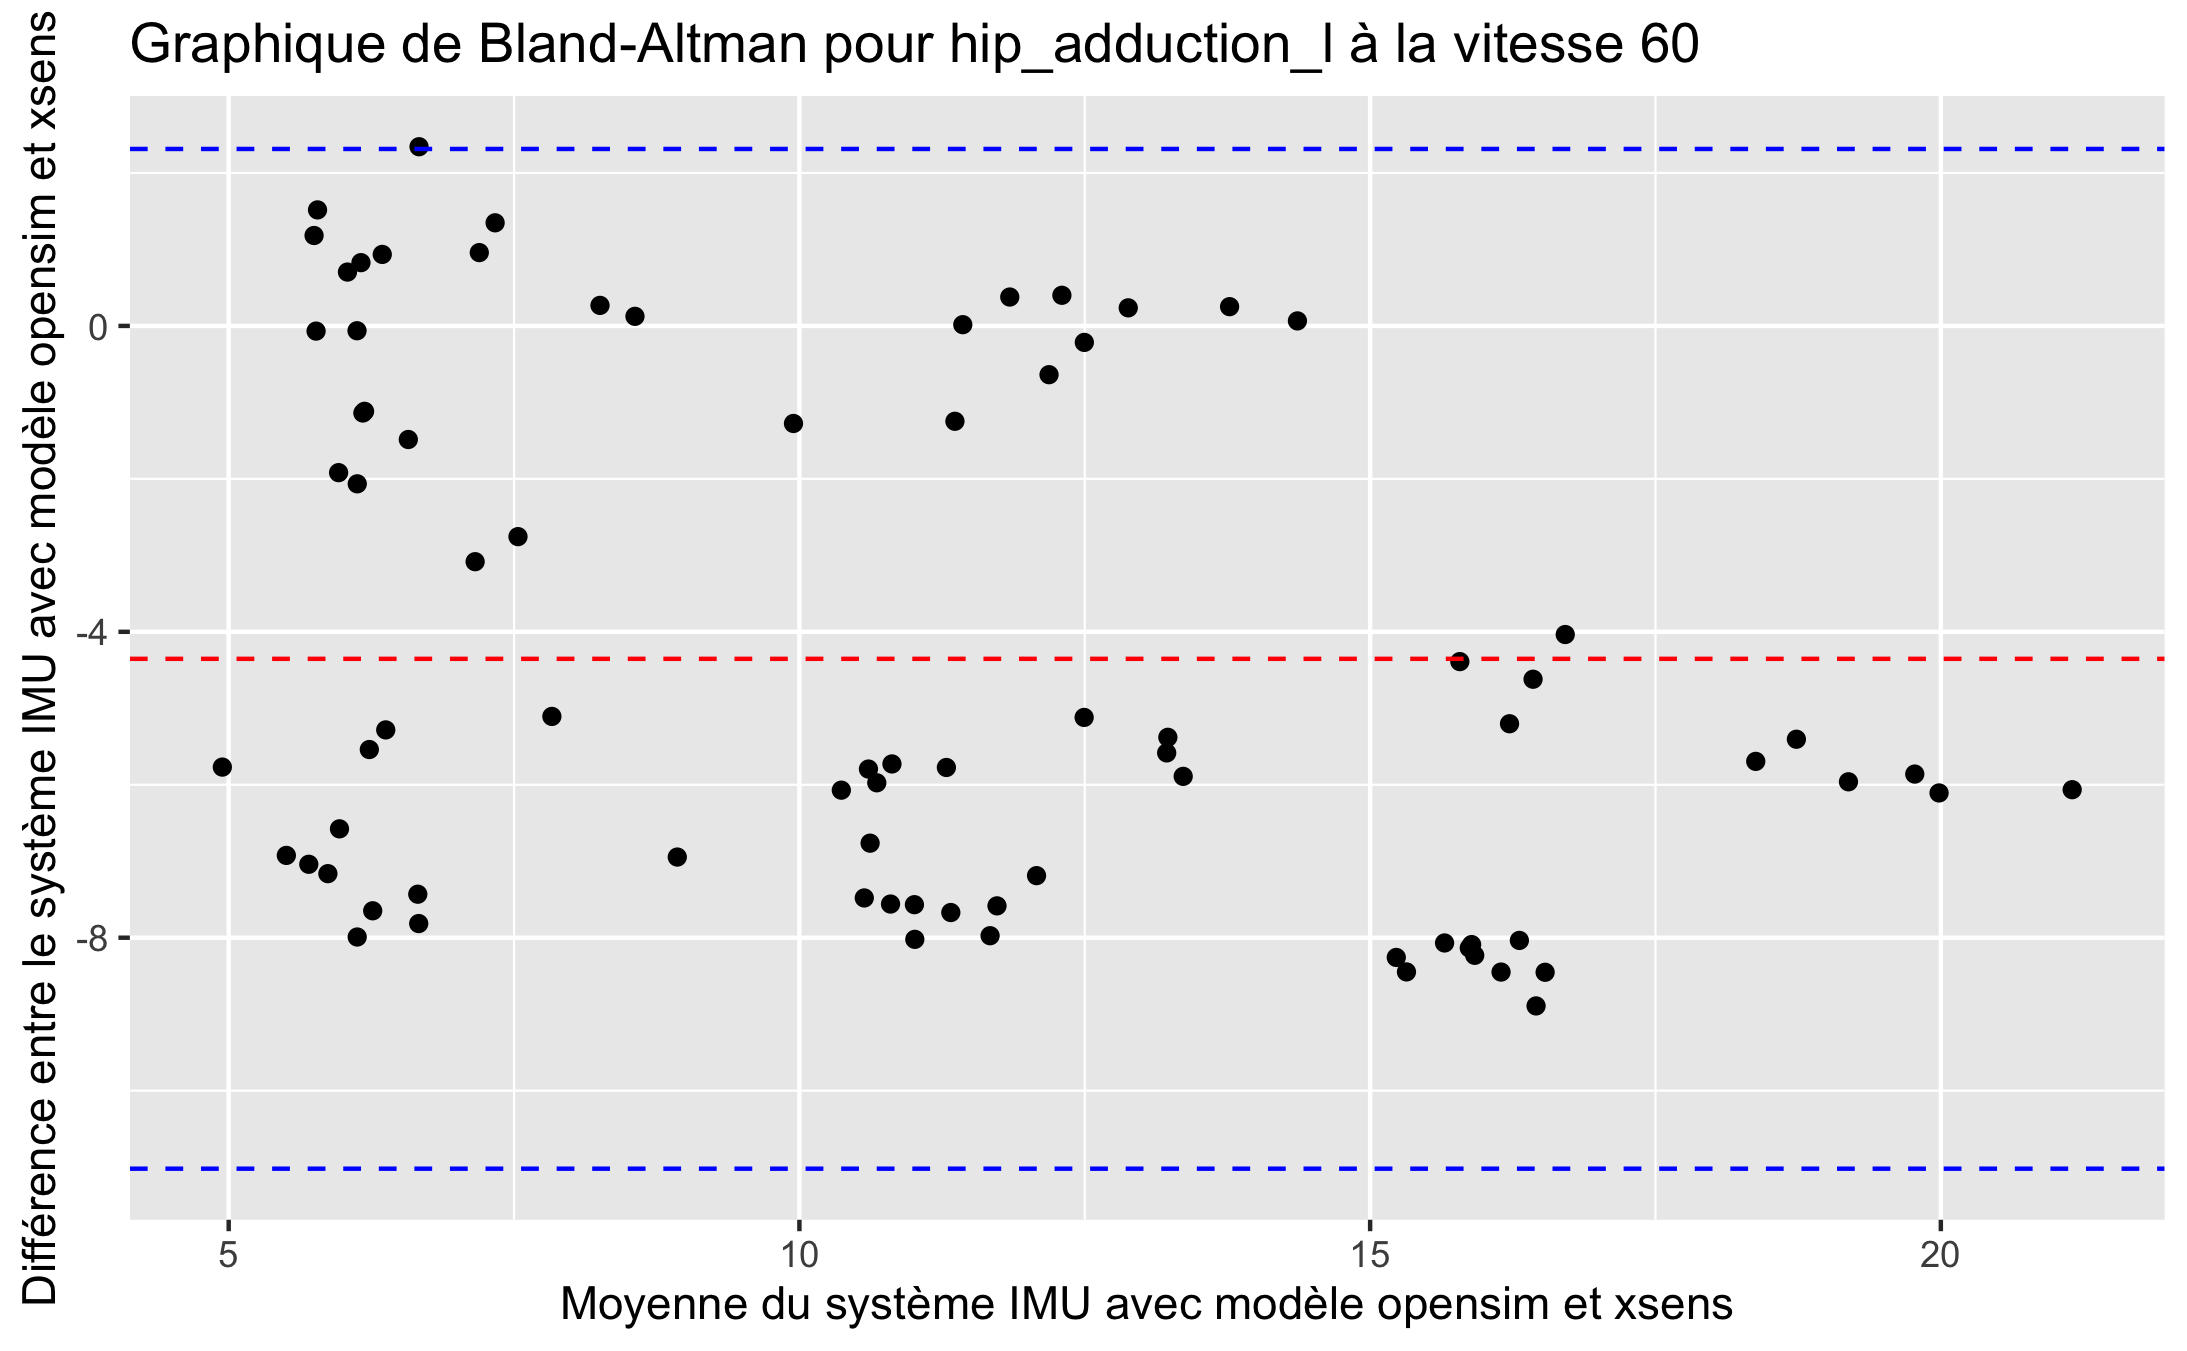 Graphique de Bland-Altman pour hip_adduction_l à la vitesse 60
Différence entre le système IMU avec modèle opensim et xsens
0
-4
-8
5 10 15 20
Moyenne du système IMU avec modèle opensim et xsens